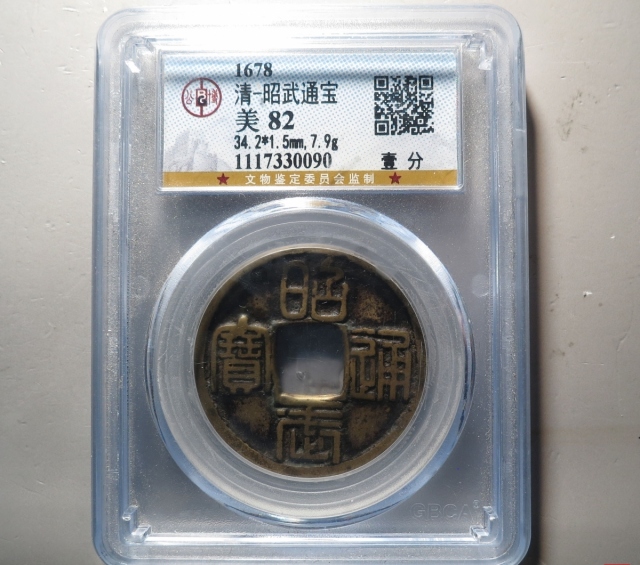 1678
清-昭武通宝
美 82
34.2*1.5mm,7.9g
1117330090 壹 分
★ 文物鉴定委员会监制 ★
昭
寶 通
武